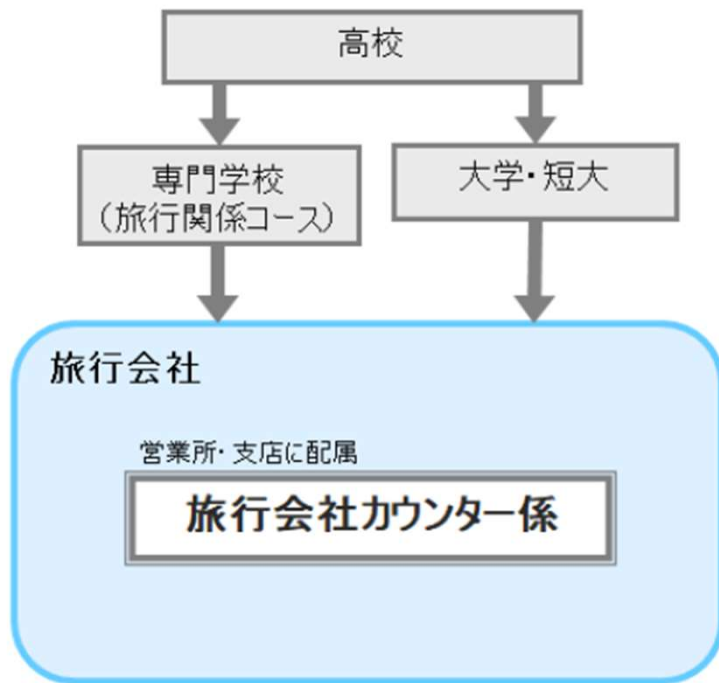 高校
専門学校
（旅行関係コース）
大学・短大
旅行会社
営業所・支店に配属
旅行会社カウンター係